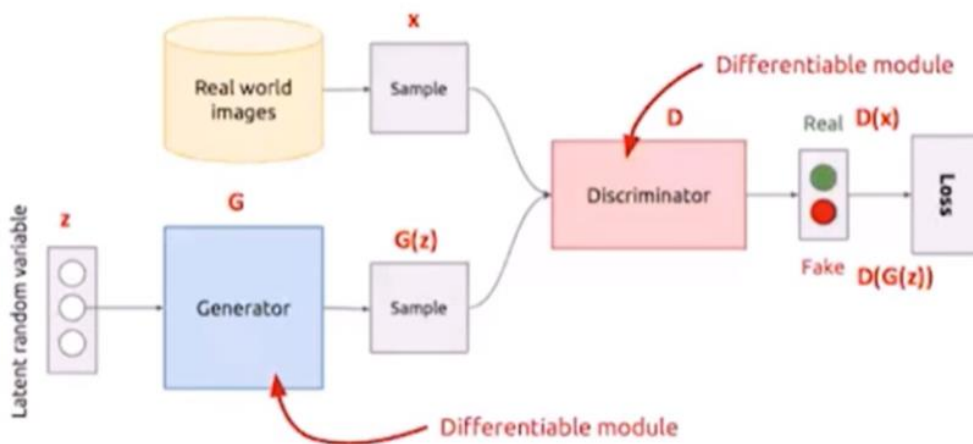 x
Real world
images
Sample
Differentiable module
D
Real D(x)
Discriminator
Loss
Fake D(G(z))
Latent random variable
z
G
Generator
G(z)
Sample
Differentiable module